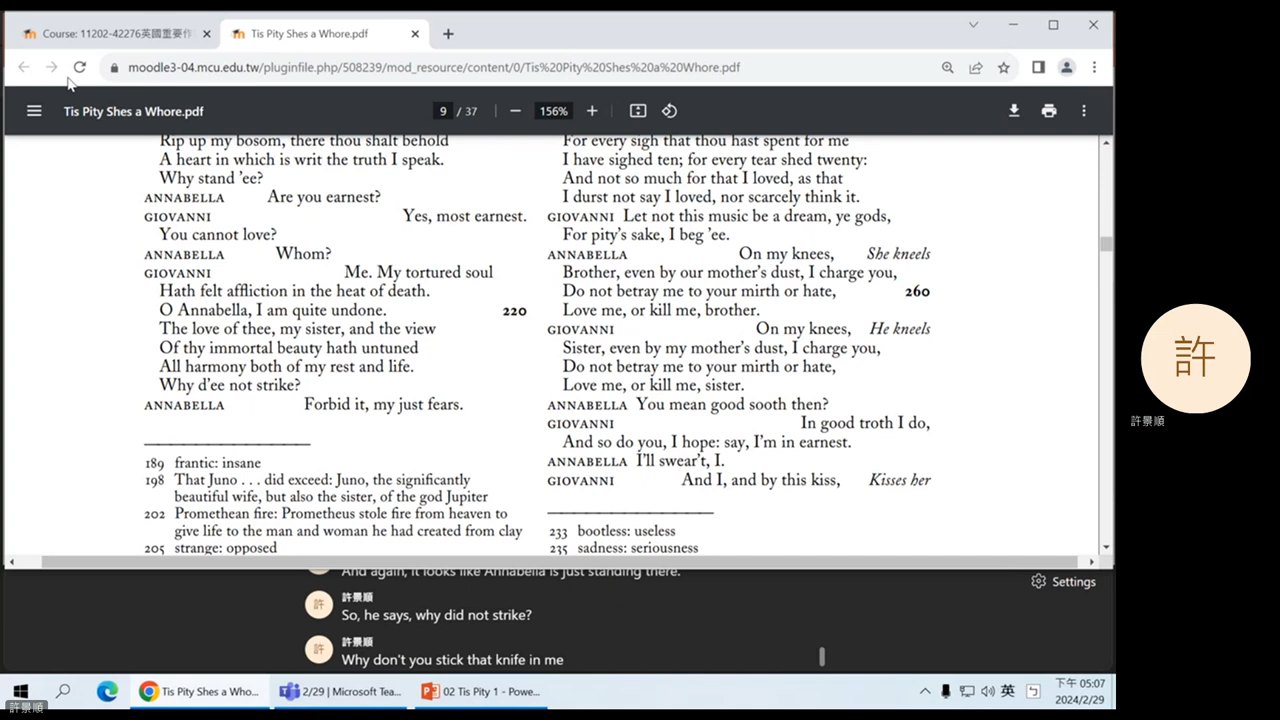 Course: 11202-42276英國重要作
Tis Pity Shes a Whore.pdf
moodle3-04.mcu.edu.tw/pluginfile.php/508239/mod_resource/content/0/Tis%20Pity%20Shes%20a%20Whore.pdf
Tis Pity Shes a Whore.pdf
9 / 37
156%
Rip up my bosom, there thou shalt behold
A heart in which is writ the truth I speak.
Why stand 'ee?
ANNABELLA Are you earnest?
GIOVANNI Yes, most earnest.
You cannot love?
ANNABELLA Whom?
GIOVANNI Me. My tortured soul
Hath felt affliction in the heat of death.
O Annabella, I am quite undone. 220
The love of thee, my sister, and the view
Of thy immortal beauty hath untuned
All harmony both of my rest and life.
Why d'ee not strike?
ANNABELLA Forbid it, my just fears.
189 frantic: insane
198 That Juno . . . did exceed: Juno, the significantly
beautiful wife, but also the sister, of the god Jupiter
202 Promethean fire: Prometheus stole fire from heaven to
give life to the man and woman he had created from clay
205 strange: opposed
For every sigh that thou hast spent for me
I have sighed ten; for every tear shed twenty:
And not so much for that I loved, as that
I durst not say I loved, nor scarcely think it.
GIOVANNI Let not this music be a dream, ye gods,
For pity's sake, I beg 'ee.
ANNABELLA On my knees, She kneels
Brother, even by our mother's dust, I charge you,
Do not betray me to your mirth or hate, 260
Love me, or kill me, brother.
GIOVANNI On my knees, He kneels
Sister, even by my mother's dust, I charge you,
Do not betray me to your mirth or hate,
Love me, or kill me, sister.
ANNABELLA You mean good sooth then?
GIOVANNI In good troth I do,
And so do you, I hope: say, I'm in earnest.
ANNABELLA I'll swear't, I.
GIOVANNI And I, and by this kiss, Kisses her
233 bootless: useless
235 sadness: seriousness
And again, it looks like Annabella is just standing there.
Settings
許
許景順
So, he says, why did not strike?
許
許景順
Why don't you stick that knife in me
許
許景順
Tis Pity She's a Who...
2/29 | Microsoft Tea...
02 Tis Pity 1 - Powe...
英
下午 05:07
2024/2/29
許景順